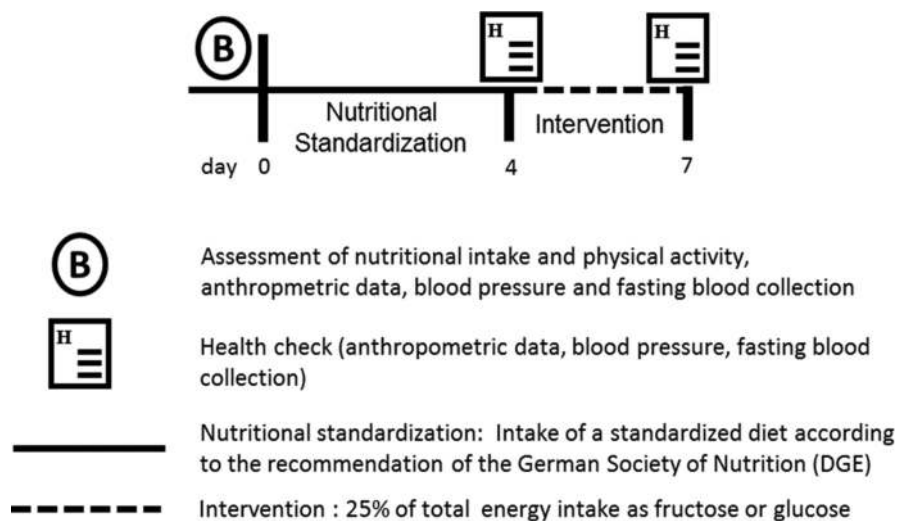 B
H
H
Nutritional
Standardization
Intervention
day 0 4 7
B
Assessment of nutritional intake and physical activity,
anthropmetric data, blood pressure and fasting blood collection
H
Health check (anthropometric data, blood pressure, fasting blood
collection)
Nutritional standardization: Intake of a standardized diet according
to the recommendation of the German Society of Nutrition (DGE)
Intervention : 25% of total energy intake as fructose or glucose